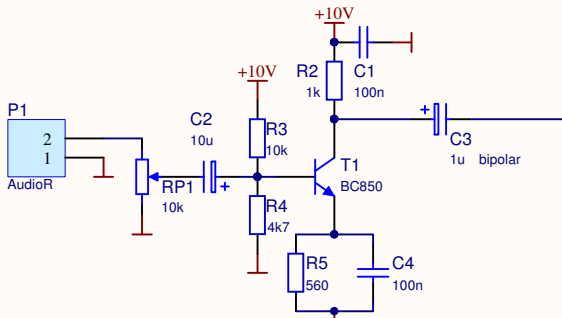 +10V
R2
1k
C1
100n
+10V
P1
2
1
AudioR
C2
10u
+
RP1
10k
R3
10k
R4
4k7
T1
BC850
+
C3
1u bipolar
R5
560
C4
100n